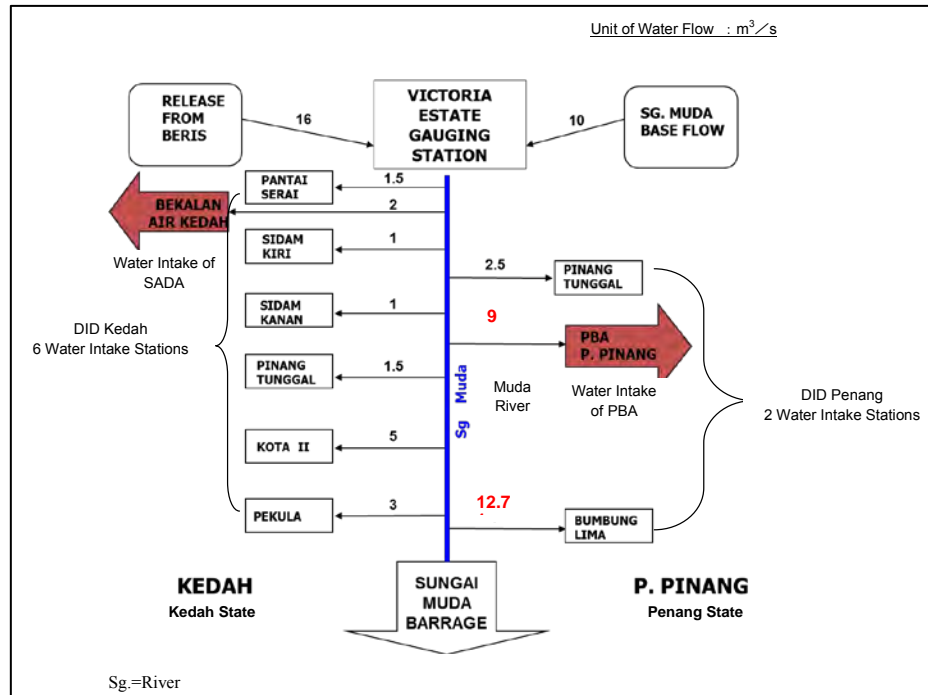 Unit of Water Flow : m³/s
RELEASE
FROM
BERIS
16
VICTORIA
ESTATE
GAUGING
STATION
10
SG. MUDA
BASE FLOW
PANTAI
SERAI
1.5
BEKALAN
AIR KEDAH
2
Water Intake of
SADA
SIDAM
KIRI
1
2.5
PINANG
TUNGGAL
SIDAM
KANAN
1
9
PBA
P. PINANG
DID Kedah
6 Water Intake Stations
PINANG
TUNGGAL
1.5
Sg Muda
Muda
River
Water Intake
of PBA
DID Penang
2 Water Intake Stations
KOTA II
5
PEKULA
3
12.7
BUMBUNG
LIMA
KEDAH
Kedah State
SUNGAI
MUDA
BARRAGE
P. PINANG
Penang State
Sg.=River